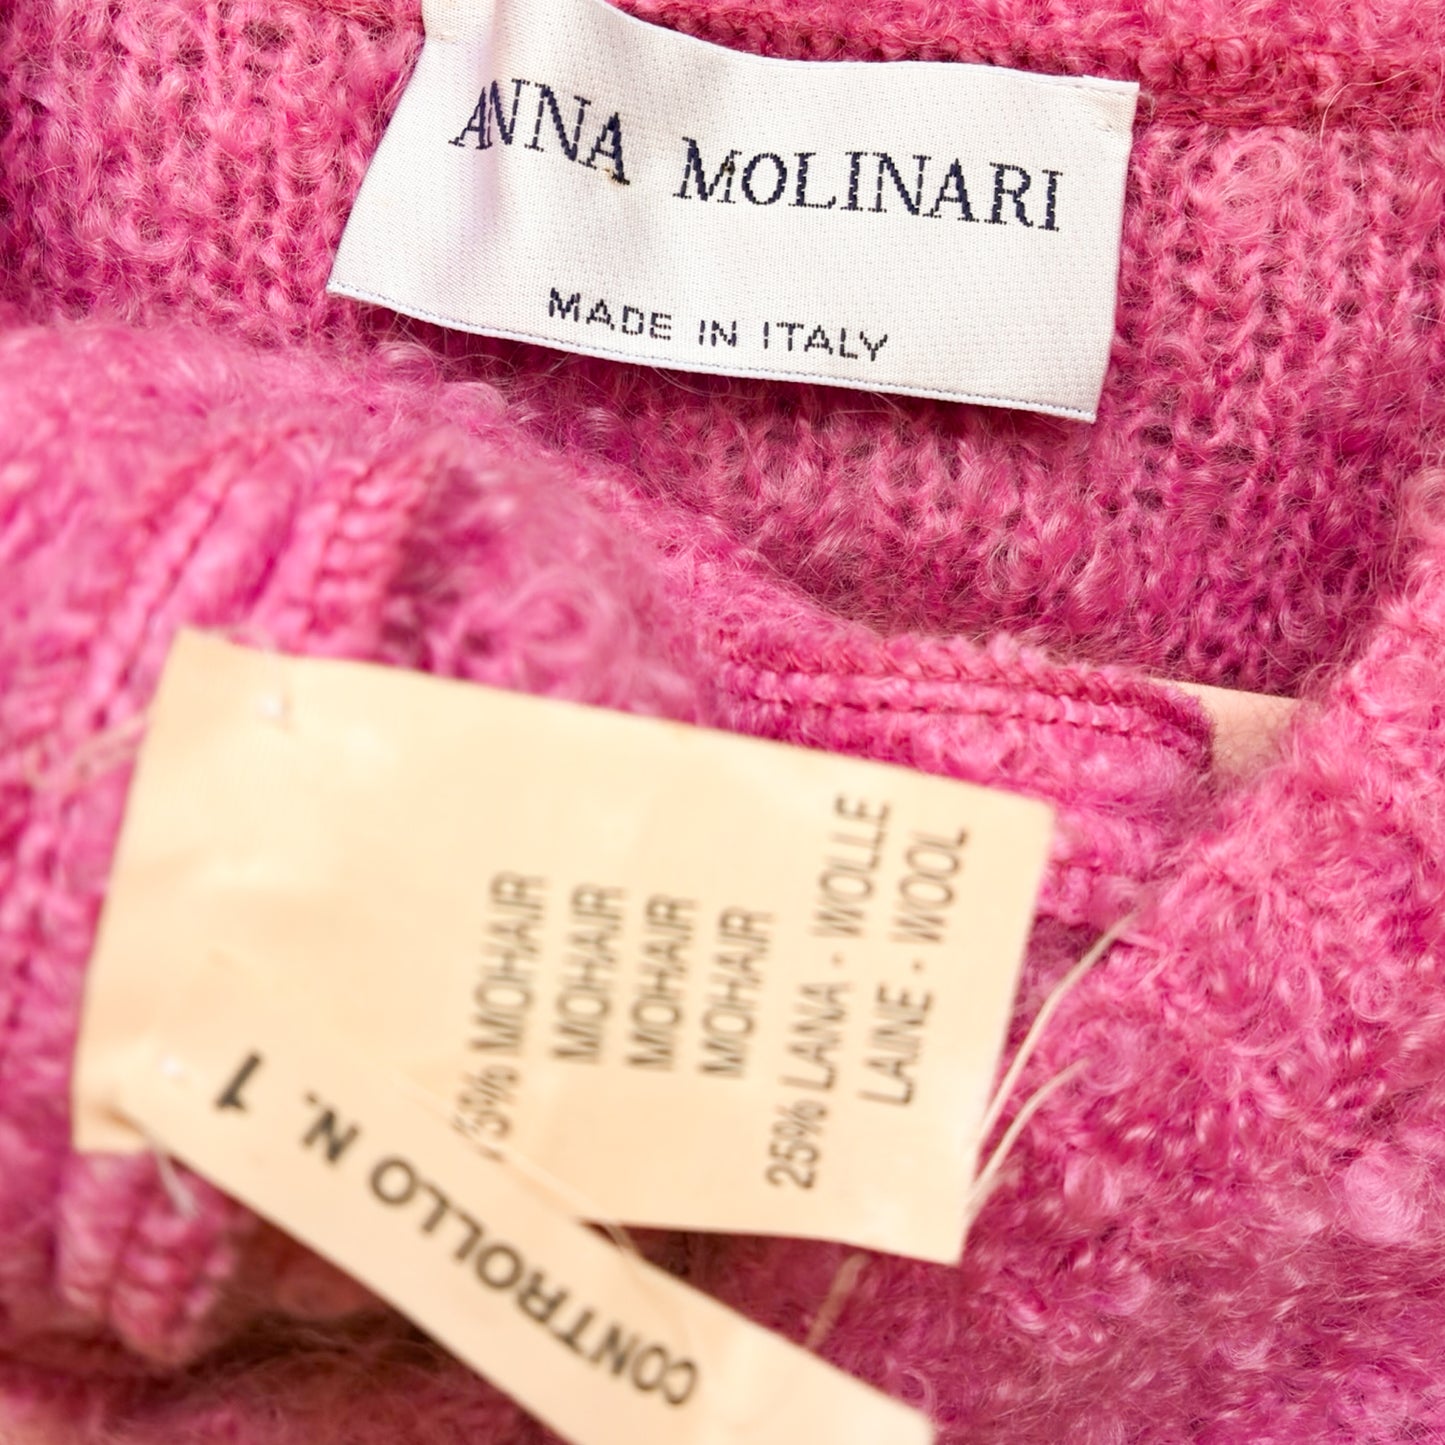 ANNA MOLINARI
MADE IN ITALY
75% MOHAIR
MOHAIR
MOHAIR
MOHAIR
25% LANA - WOLLE
LAINE - WOOL
CONTROLLO N. 1